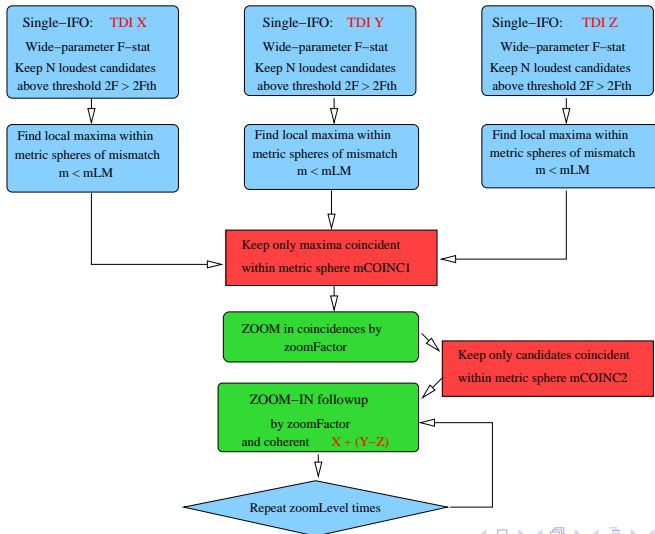 Single−IFO: TDI X
Wide−parameter F−stat
Keep N loudest candidates
above threshold 2F > 2Fth
Single−IFO: TDI Y
Wide−parameter F−stat
Keep N loudest candidates
above threshold 2F > 2Fth
Single−IFO: TDI Z
Wide−parameter F−stat
Keep N loudest candidates
above threshold 2F > 2Fth
Find local maxima within
metric spheres of mismatch
m < mLM
Find local maxima within
metric spheres of mismatch
m < mLM
Find local maxima within
metric spheres of mismatch
m < mLM
Keep only maxima coincident
within metric sphere mCOINC1
ZOOM in coincidences by
zoomFactor
Keep only candidates coincident
within metric sphere mCOINC2
ZOOM−IN followup
by zoomFactor
and coherent X + (Y−Z)
Repeat zoomLevel times